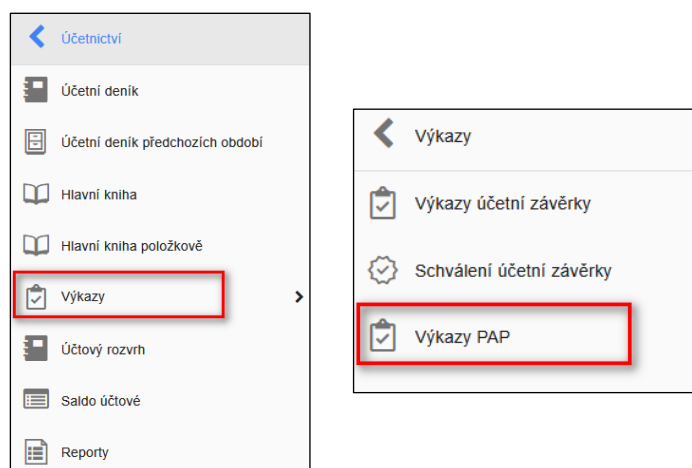 Účetnictví
Účetní deník
Účetní deník předchozích období
Hlavní kniha
Hlavní kniha položkově
Výkazy
Účtový rozvrh
Saldo účtové
Reporty
Výkazy
Výkazy účetní závěrky
Schválení účetní závěrky
Výkazy PAP